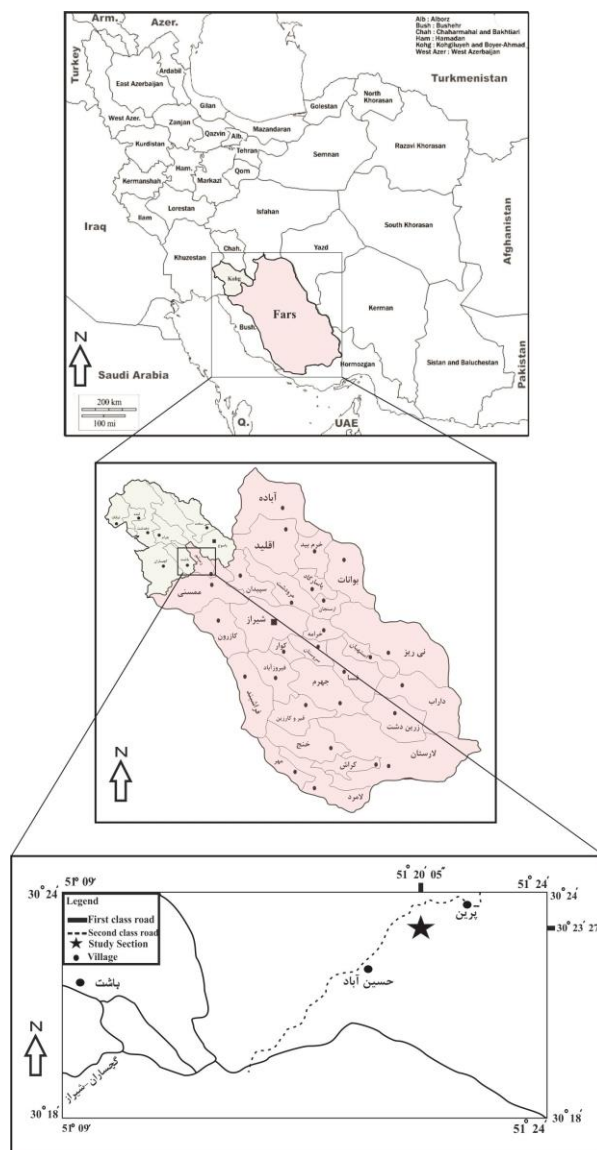 Alb : Alborz
Bush : Bushehr
Chah : Chaharmahal and Bakhtiari
Ham : Hamadan
Kohg : Kohgiluyeh and Boyer-Ahmad
West Azer : West Azerbaijan
Arm.
Azer.
Turkey
Turkmenistan
Ardabil
East Azerbaijan
West Azer.
Gilan
Zanjan
Golestan
North Khorasan
Mazandaran
Qazvin
Alb.
Tehran
Kurdistan
Semnan
Razavi Khorasan
Ham.
Markazi
Qom
Kermanshah
Lorestan
Isfahan
Ilam
Iraq
South Khorasan
Afghanistan
Khuzestan
Chah.
Yazd
Kohg
Fars
Kerman
Bush.
N
Saudi Arabia
Hormozgan
Sistan and Baluchestan
Pakistan
200 km
100 mi
Q.
UAE
آباده
اقلید
خرم بید
بوانات
پاسارگاد
ارسنجان
مرودشت
سپیدان
ممسنی
شیراز
کازرون
خرامه
کوار
سروستان
استهبان
نی ریز
فسا
فیروزآباد
جهرم
داراب
فراشبند
قیر و کارزین
زرین دشت
خنج
لارستان
مهر
گراش
لامرد
N
51° 09′
51° 20′ 05″
51° 24′
30° 24′
30° 24′
30° 23′ 27
Legend
First class road
Second class road
Study Section
Village
پرین
حسین آباد
باشت
گچساران-شیراز
N
30° 18′
30° 18′
51° 09′
51° 24′